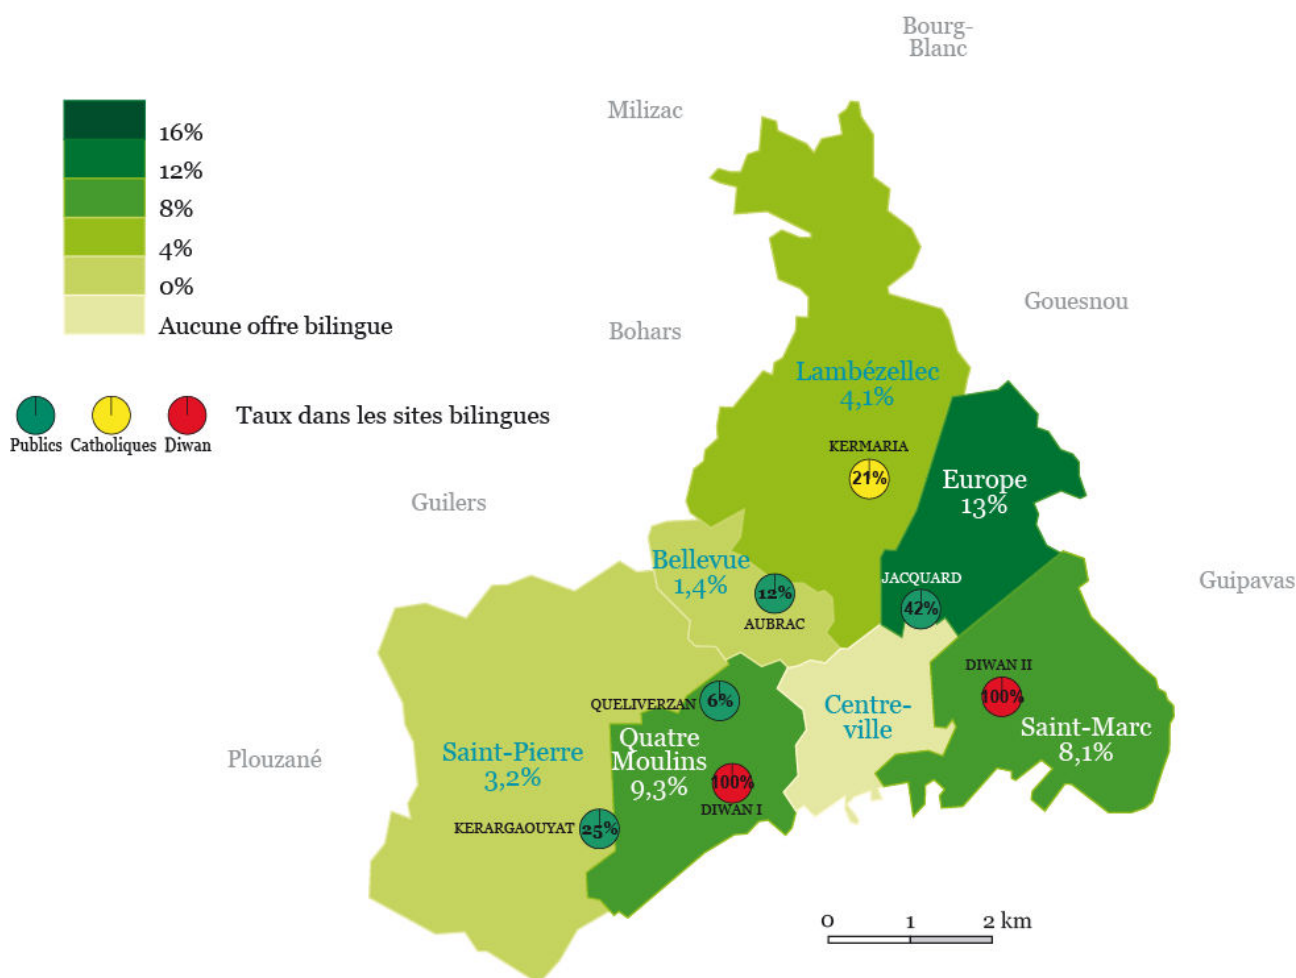 Bourg-
Blanc
Milizac
16%
12%
8%
4%
0%
Aucune offre bilingue
Gouesnou
Bohars
Lambézellec
4,1%
Publics
Catholiques
Diwan
Taux dans les sites bilingues
KERMARIA
21%
Europe
13%
Guilers
Bellevue
1,4%
12%
AUBRAC
JACQUARD
42%
Guipavas
DIWAN II
100%
Saint-Marc
8,1%
QUELIVERZAN
6%
Centre-
ville
Quatre
Moulins
9,3%
100%
DIWAN I
Plouzané
Saint-Pierre
3,2%
KERARGAOUYAT
25%
0 1 2 km